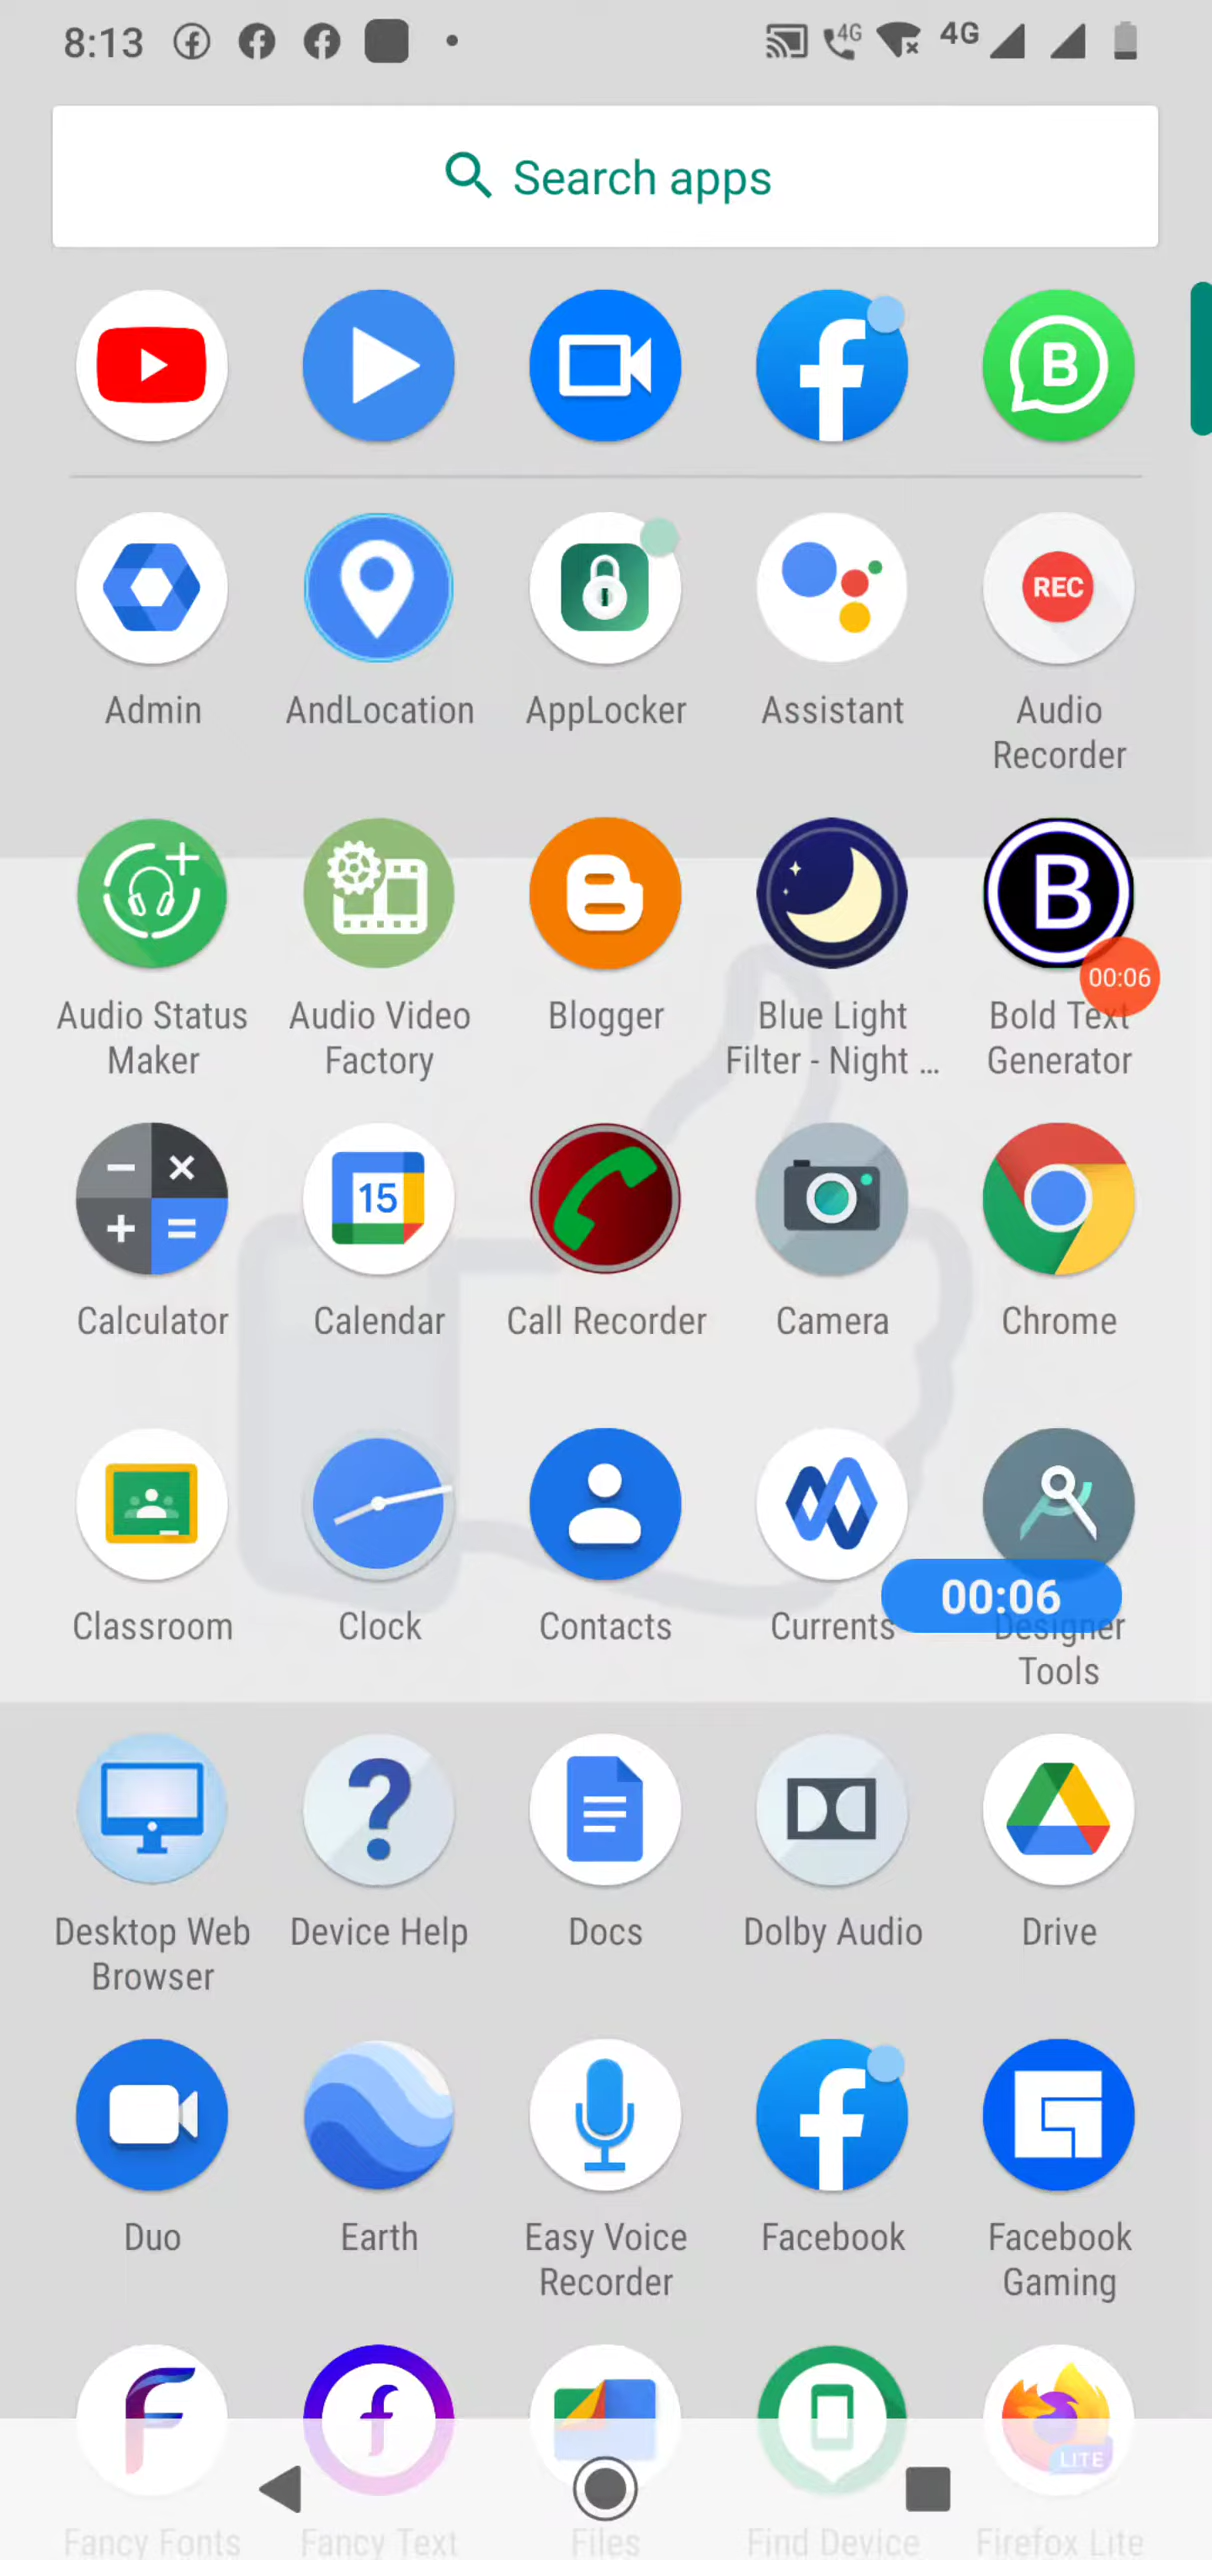 8:13
4G
4G
Search apps
B
REC
Admin
AndLocation
AppLocker
Assistant
Audio
Recorder
B
00:06
Audio Status
Maker
Audio Video
Factory
Blogger
Blue Light
Filter - Night ...
Bold Text
Generator
15
Calculator
Calendar
Call Recorder
Camera
Chrome
00:06
Classroom
Clock
Contacts
Currents
Designer
Tools
Desktop Web
Browser
Device Help
Docs
Dolby Audio
Drive
Duo
Earth
Easy Voice
Recorder
Facebook
Facebook
Gaming
LITE
Fancy Fonts
Fancy Text
Files
Find Device
Firefox Lite